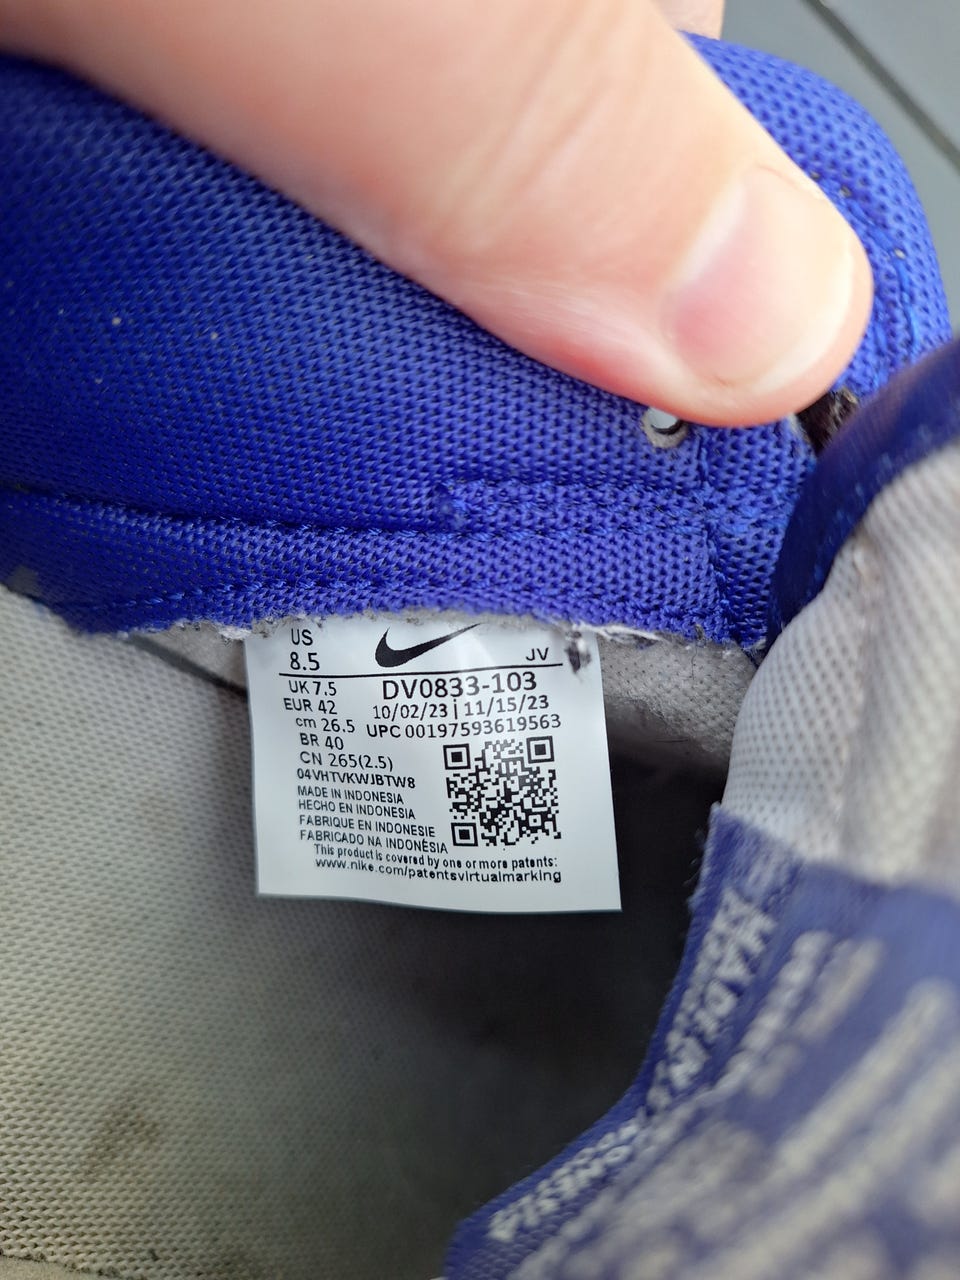 US
8.5
JV
UK 7.5
DV0833-103
EUR 42
10/02/23 | 11/15/23
cm 26.5
UPC 00197593619563
BR 40
CN 265(2.5)
04VHTVKWJBTW8
MADE IN INDONESIA
HECHO EN INDONESIA
FABRIQUE EN INDONESIE
FABRICADO NA INDONÉSIA
This product is covered by one or more patents:
www.nike.com/patentsvirtualmarking
MADE IN